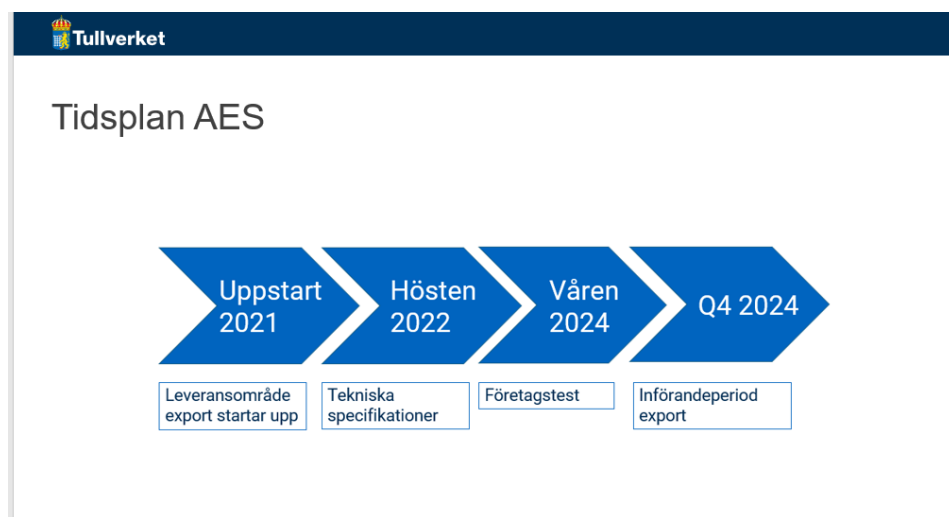 Tullverket
Tidsplan AES
Uppstart
2021
Hösten
2022
Våren
2024
Q4 2024
Leveransområde
export startar upp
Tekniska
specifikationer
Företagstest
Införandeperiod
export